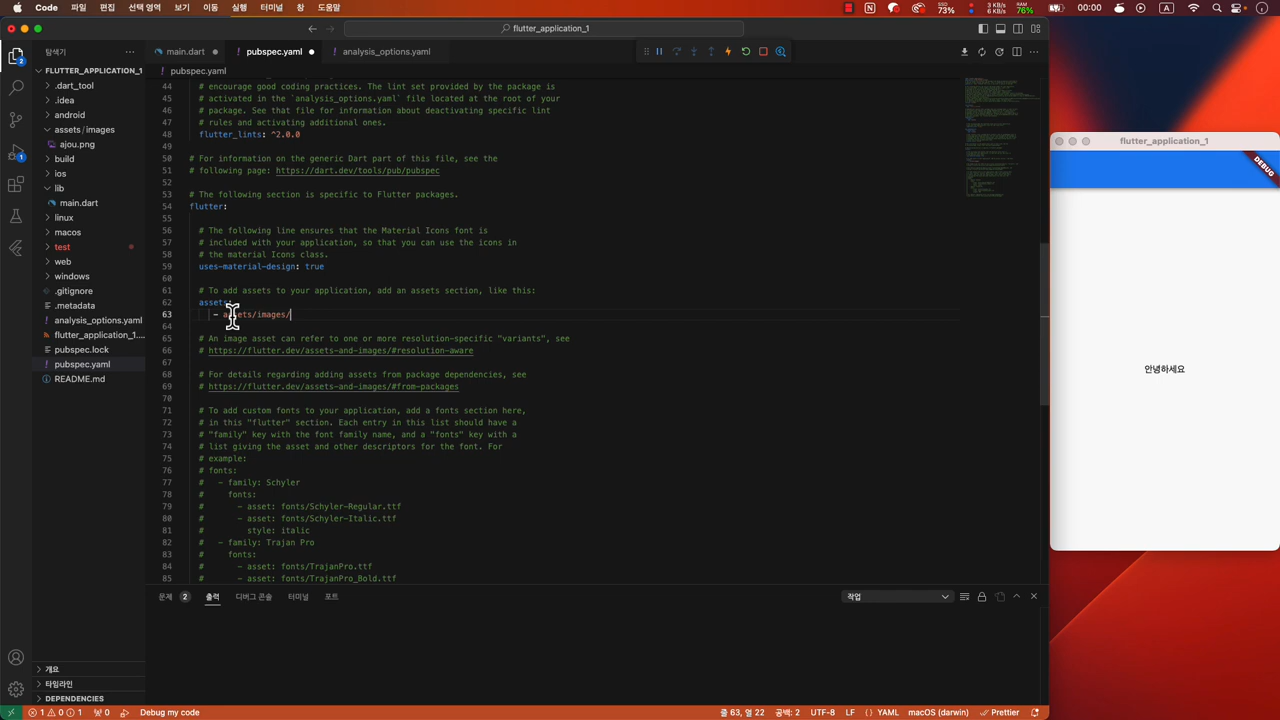 Code 파일 편집 선택 영역 보기 이동 실행 터미널 창 도움말
SSD 73% 3 KB/s 6 KB/s RAM 76% 00:00 A
flutter_application_1
탐색기
main.dart
pubspec.yaml
analysis_options.yaml
FLUTTER_APPLICATION_1
.dart_tool
.idea
android
assets/images
ajou.png
build
ios
lib
main.dart
linux
macos
test
web
windows
.gitignore
.metadata
analysis_options.yaml
flutter_application_1....
pubspec.lock
pubspec.yaml
README.md
개요
타임라인
DEPENDENCIES
pubspec.yaml
44 # encourage good coding practices. The lint set provided by the package is
45 # activated in the `analysis_options.yaml` file located at the root of your
46 # package. See that file for information about deactivating specific lint
47 # rules and activating additional ones.
48 flutter_lints: ^2.0.0
49
50 # For information on the generic Dart part of this file, see the
51 # following page: https://dart.dev/tools/pub/pubspec
52
53 # The following section is specific to Flutter packages.
54 flutter:
55
56 # The following line ensures that the Material Icons font is
57 # included with your application, so that you can use the icons in
58 # the material Icons class.
59 uses-material-design: true
60
61 # To add assets to your application, add an assets section, like this:
62 assets:
63 - assets/images/
64
65 # An image asset can refer to one or more resolution-specific "variants", see
66 # https://flutter.dev/assets-and-images/#resolution-aware
67
68 # For details regarding adding assets from package dependencies, see
69 # https://flutter.dev/assets-and-images/#from-packages
70
71 # To add custom fonts to your application, add a fonts section here,
72 # in this "flutter" section. Each entry in this list should have a
73 # "family" key with the font family name, and a "fonts" key with a
74 # list giving the asset and other descriptors for the font. For
75 # example:
76 # fonts:
77 # - family: Schyler
78 # fonts:
79 # - asset: fonts/Schyler-Regular.ttf
80 # - asset: fonts/Schyler-Italic.ttf
81 # style: italic
82 # - family: Trajan Pro
83 # fonts:
84 # - asset: fonts/TrajanPro.ttf
85 # - asset: fonts/TrajanPro_Bold.ttf
문제 2 출력 디버그 콘솔 터미널 포트
작업
1 0 1 0 Debug my code
줄 63, 열 22 공백: 2 UTF-8 LF {} YAML macOS (darwin) Prettier
flutter_application_1
DEBUG
안녕하세요